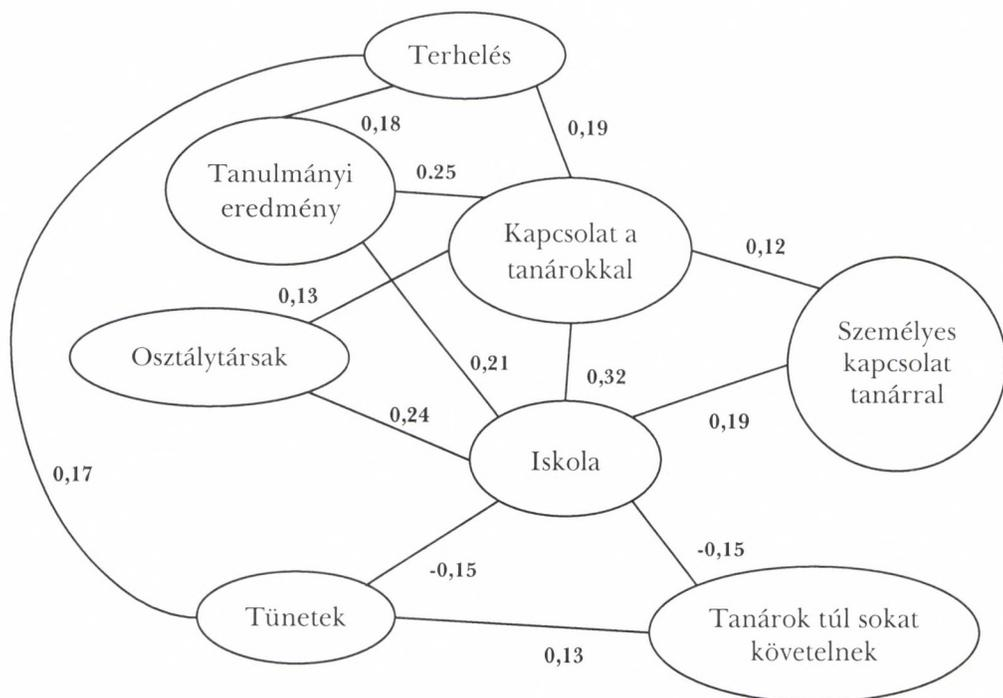 Terhelés
0,18
0,19
Tanulmányi
eredmény
0.25
Kapcsolat a
tanárokkal
0,12
0,13
Személyes
kapcsolat
tanárral
Osztálytársak
0,21
0,32
0,24
0,19
Iskola
0,17
-0,15
-0,15
Tünetek
0,13
Tanárok túl sokat
követelnek